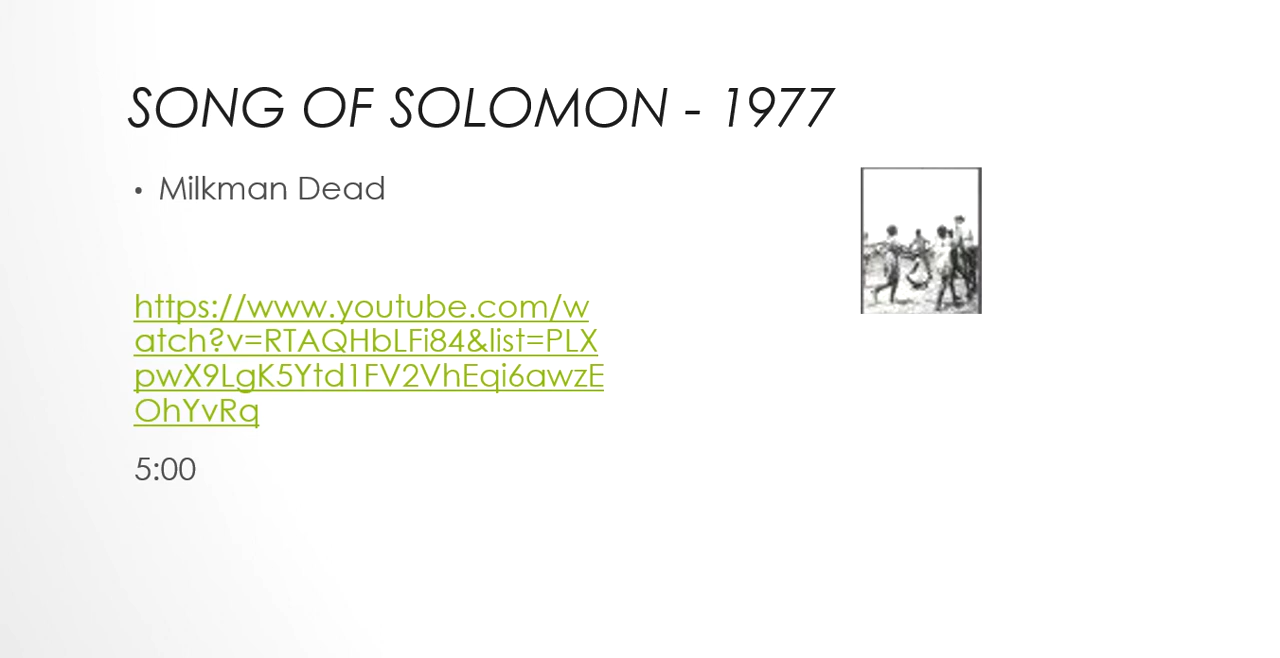 SONG OF SOLOMON - 1977
• Milkman Dead
https://www.youtube.com/w
atch?v=RTAQHbLFi84&list=PLX
pwX9LgK5Ytd1FV2VhEqi6awzE
OhYvRq
5:00